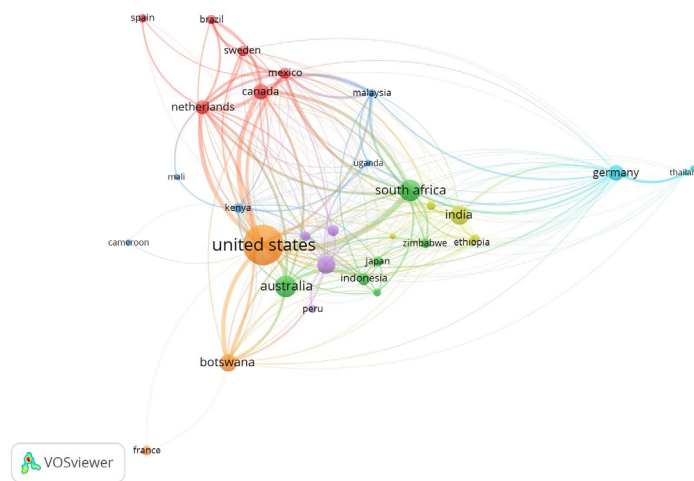 spain
brazil
sweden
mexico
canada
netherlands
malaysia
uganda
mali
germany
thailan
south africa
kenya
india
cameroon
united states
zimbabwe
ethiopia
japan
indonesia
australia
peru
botswana
france
VOSviewer